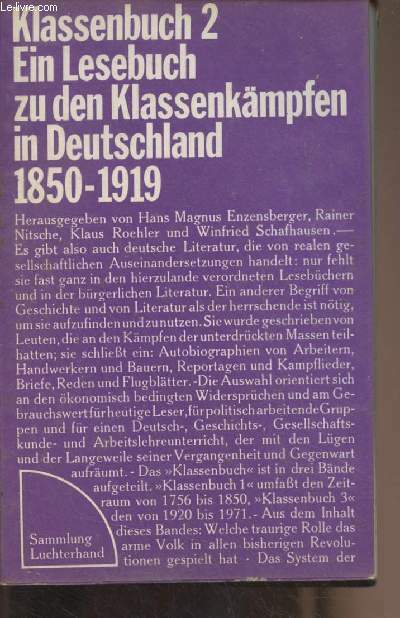 Le-livre.com
Klassenbuch 2
Ein Lesebuch
zu den Klassenkämpfen
in Deutschland
1850-1919
Herausgegeben von Hans Magnus Enzensberger, Rainer
Nitsche, Klaus Roehler und Winfried Schafhausen.—
Es gibt also auch deutsche Literatur, die von realen ge-
sellschaftlichen Auseinandersetzungen handelt: nur fehlt
sie fast ganz in den hierzulande verordneten Lesebüchern
und in der bürgerlichen Literatur. Ein anderer Begriff von
Geschichte und von Literatur als der herrschende ist nötig,
um sie aufzufinden und zu nutzen. Sie wurde geschrieben von
Leuten, die an den Kämpfen der unterdrückten Massen teil-
hatten; sie schließt ein: Autobiographien von Arbeitern,
Handwerkern und Bauern, Reportagen und Kampflieder,
Briefe, Reden und Flugblätter.-Die Auswahl orientiert sich
an den ökonomisch bedingten Widersprüchen und am Ge-
brauchswert für heutige Leser, für politisch arbeitende Grup-
pen und für einen Deutsch-, Geschichts-, Gesellschafts-
kunde- und Arbeitslehreunterricht, der mit den Lügen
und der Langeweile seiner Vergangenheit und Gegenwart
aufräumt. - Das »Klassenbuch« ist in drei Bände
aufgeteilt. »Klassenbuch 1« umfaßt den Zeit-
raum von 1756 bis 1850, »Klassenbuch 3«
den von 1920 bis 1971.- Aus dem Inhalt
dieses Bandes: Welche traurige Rolle das
arme Volk in allen bisherigen Revolu-
tionen gespielt hat · Das System der
Sammlung
Luchterhand